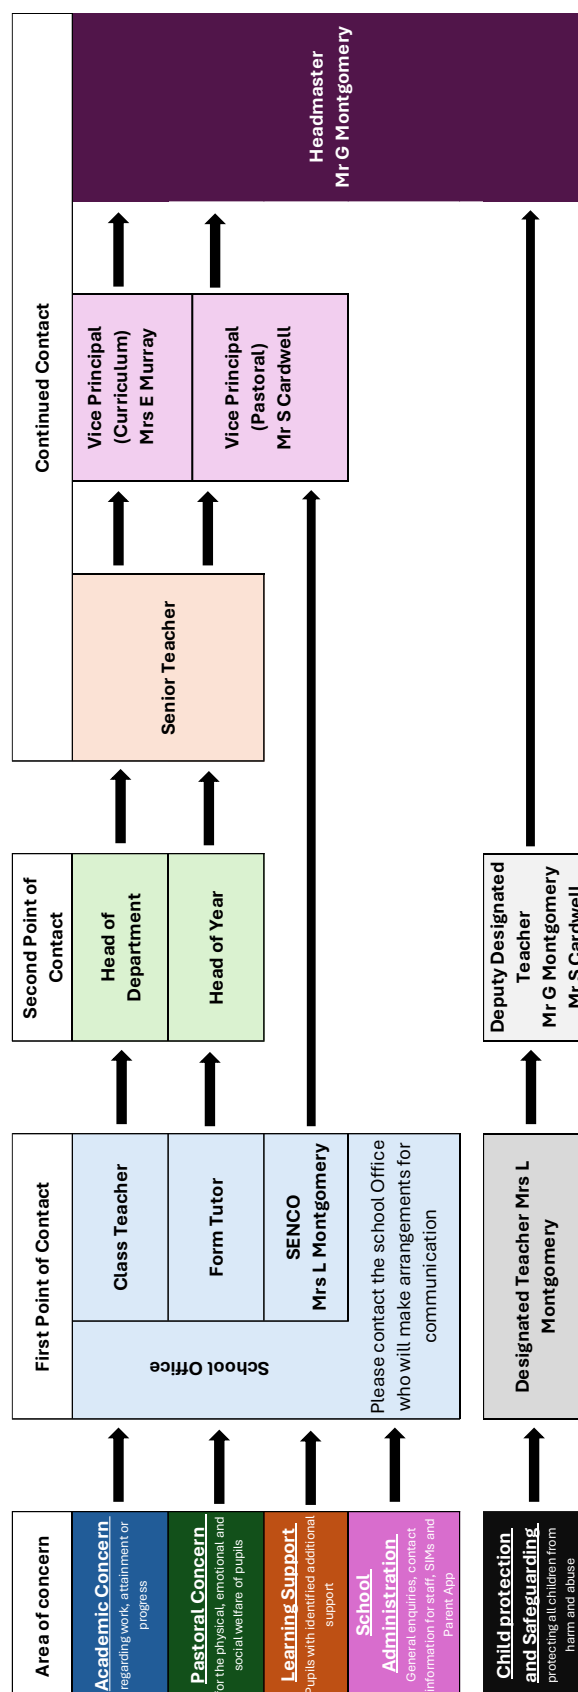 Area of concern
First Point of Contact
Second Point of
Contact
Continued Contact
Academic Concern
regarding work, attainment or
progress
School Office
Class Teacher
Head of
Department
Senior Teacher
Vice Principal
(Curriculum)
Mrs E Murray
Headmaster
Mr G Montgomery
Pastoral Concern
for the physical, emotional and
social welfare of pupils
Form Tutor
Head of Year
Vice Principal
(Pastoral)
Mr S Cardwell
Learning Support
Pupils with identified additional
support
SENCO
Mrs L Montgomery
School
Administration
General enquiries, contact
information for staff, SIMs and
Parent App
Please contact the school Office
who will make arrangements for
communication
Child protection
and Safeguarding
protecting all children from
harm and abuse
Designated Teacher Mrs L
Montgomery
Deputy Designated
Teacher
Mr G Montgomery
Mr S Cardwell